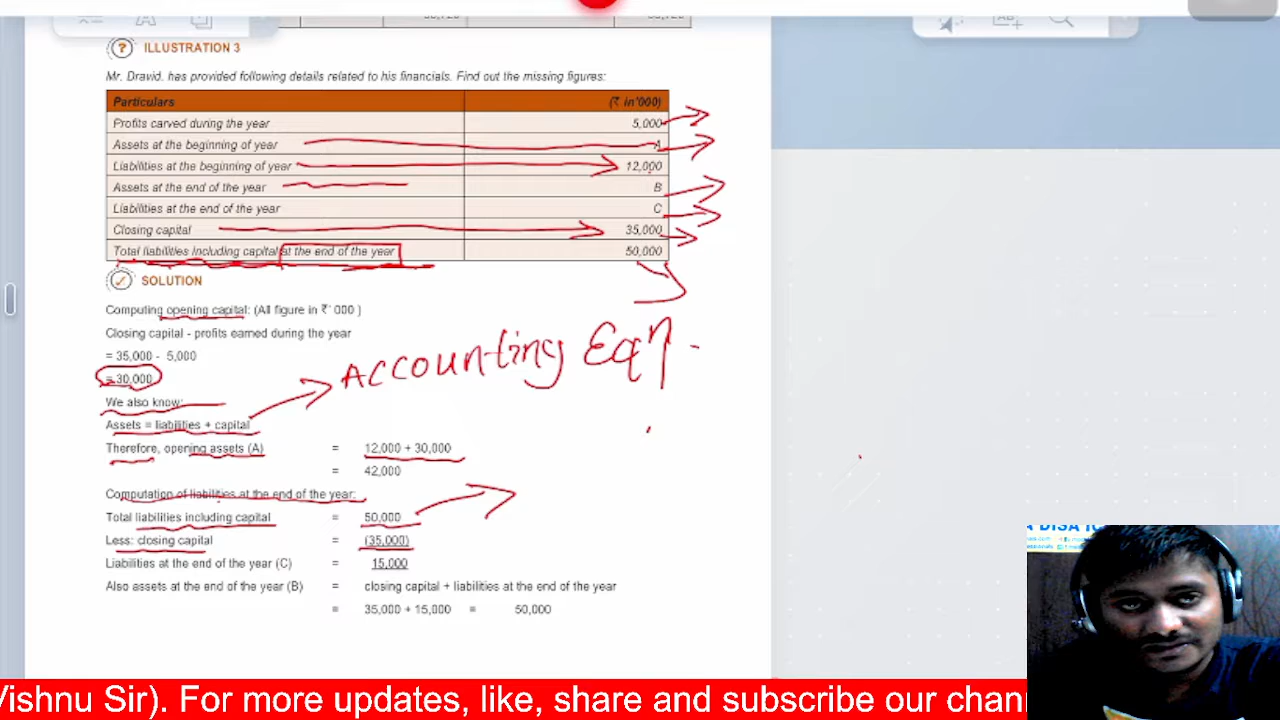 ILLUSTRATION 3
Mr. Dravid. has provided following details related to his financials. Find out the missing figures:
Particulars (₹ in'000)
Profits carved during the year 5,000
Assets at the beginning of year A
Liabilities at the beginning of year 12,000
Assets at the end of the year B
Liabilities at the end of the year C
Closing capital 35,000
Total liabilities including capital at the end of the year 50,000
SOLUTION
Computing opening capital: (All figure in ₹' 000 )
Closing capital - profits earned during the year
= 35,000 - 5,000
= 30,000
Accounting Eqn.
We also know:
Assets = liabilities + capital
Therefore, opening assets (A) = 12,000 + 30,000
= 42,000
Computation of liabilities at the end of the year:
Total liabilities including capital = 50,000
Less: closing capital = (35,000)
Liabilities at the end of the year (C) = 15,000
Also assets at the end of the year (B) = closing capital + liabilities at the end of the year
= 35,000 + 15,000 = 50,000
Vishnu Sir). For more updates, like, share and subscribe our chan